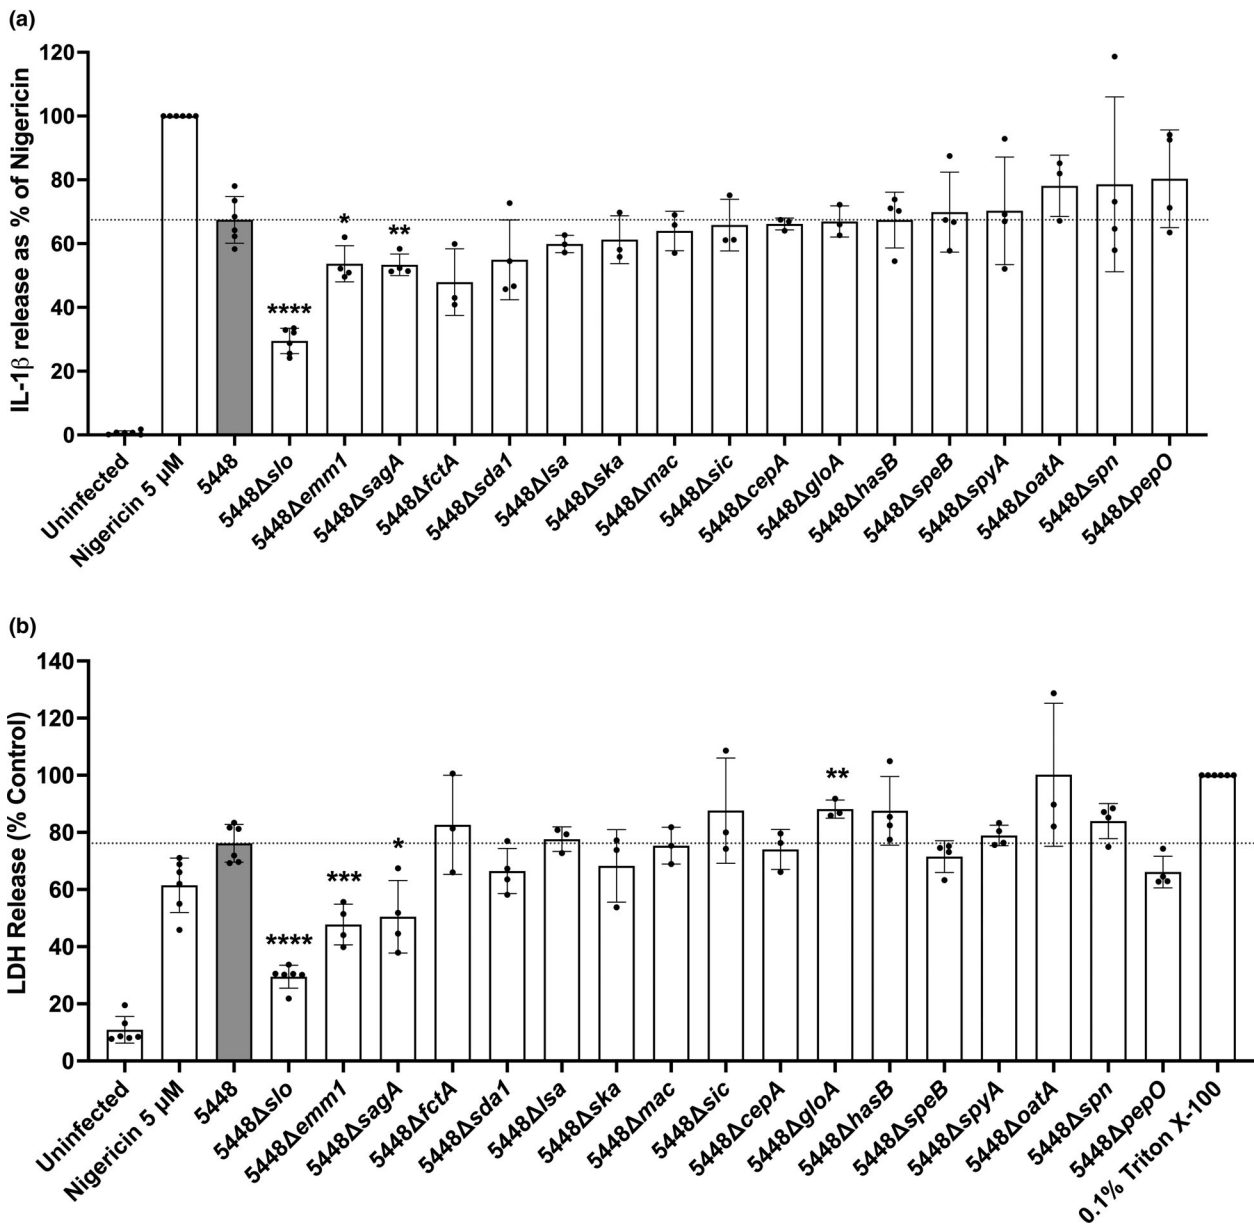 (a)
IL-1β release as % of Nigericin
120
100
80
60
40
20
0
*
**
****
Uninfected
Nigericin 5 μM
5448
5448Δslo
5448Δemm1
5448ΔsagA
5448ΔfctA
5448Δsda1
5448Δlsa
5448Δska
5448Δmac
5448Δsic
5448ΔcepA
5448ΔgloA
5448ΔhasB
5448ΔspeB
5448ΔspyA
5448ΔoatA
5448Δspn
5448ΔpepO
(b)
LDH Release (% Control)
140
120
100
80
60
40
20
0
**
*
***
****
Uninfected
Nigericin 5 μM
5448
5448Δslo
5448Δemm1
5448ΔsagA
5448ΔfctA
5448Δsda1
5448Δlsa
5448Δska
5448Δmac
5448Δsic
5448ΔcepA
5448ΔgloA
5448ΔhasB
5448ΔspeB
5448ΔspyA
5448ΔoatA
5448Δspn
5448ΔpepO
0.1% Triton X-100